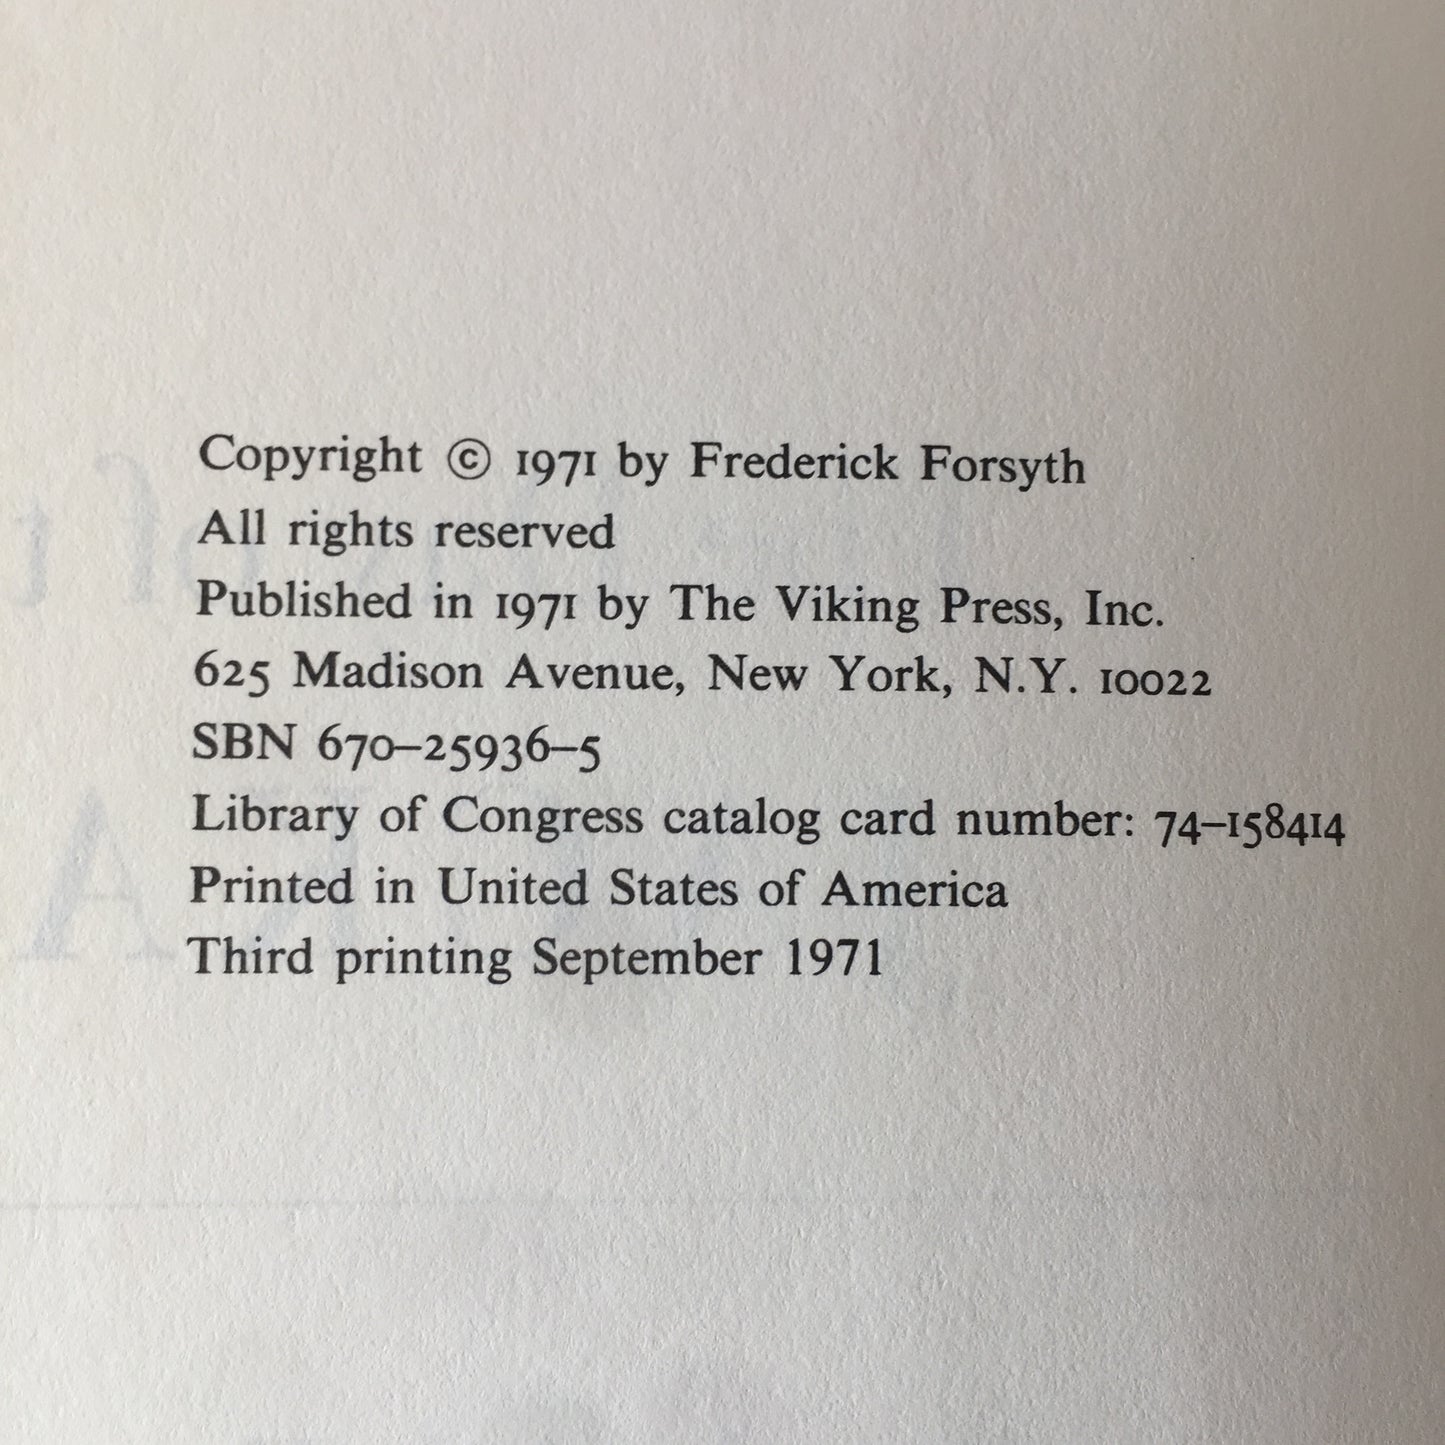 Copyright © 1971 by Frederick Forsyth
All rights reserved
Published in 1971 by The Viking Press, Inc.
625 Madison Avenue, New York, N.Y. 10022
SBN 670–25936–5
Library of Congress catalog card number: 74–158414
Printed in United States of America
Third printing September 1971